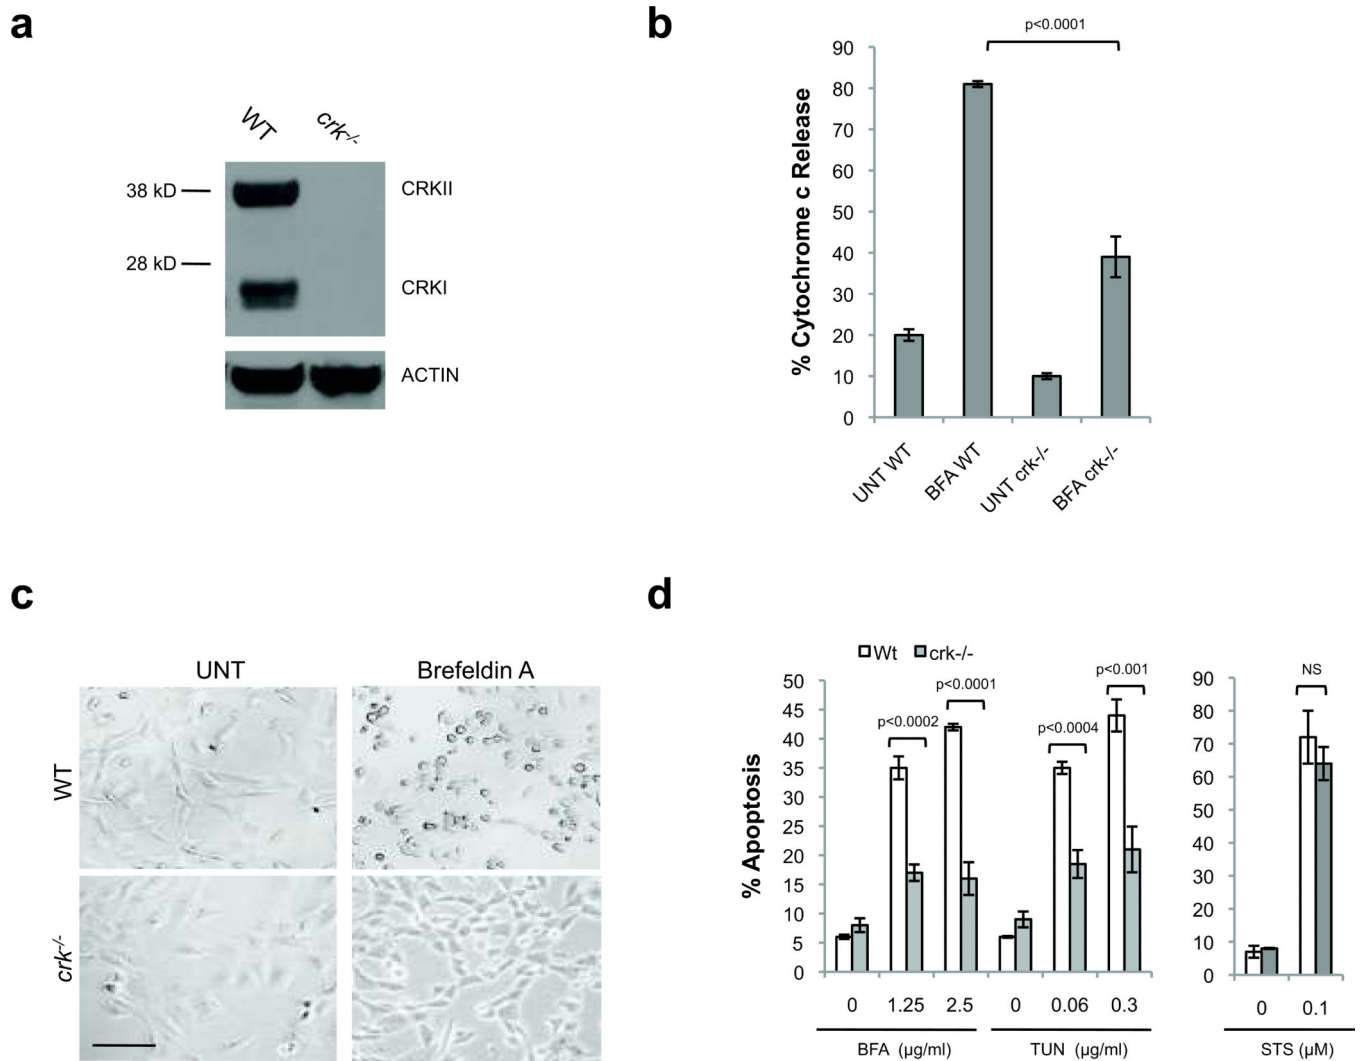 a
WT
crk-/-
38 kD
CRKII
28 kD
CRKI
ACTIN
b
p<0.0001
% Cytochrome c Release
90
80
70
60
50
40
30
20
10
0
UNT WT
BFA WT
UNT crk-/-
BFA crk-/-
c
UNT
Brefeldin A
WT
crk-/-
d
Wt crk-/-
% Apoptosis
50
45
40
35
30
25
20
15
10
5
0
p<0.0002
p<0.0001
p<0.0004
p<0.001
0 1.25 2.5 0 0.06 0.3
BFA (µg/ml) TUN (µg/ml)
NS
90
80
70
60
50
40
30
20
10
0
0 0.1
STS (µM)